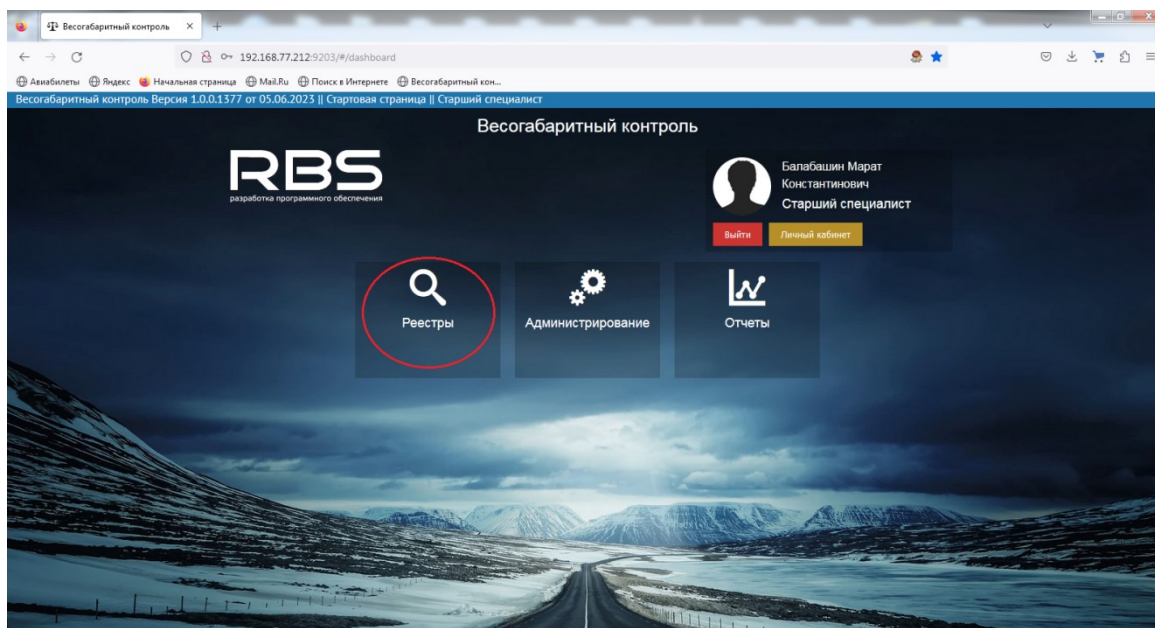 Весогабаритный контроль
192.168.77.212:9203/#/dashboard
Авиабилеты Яндекс Начальная страница Mail.Ru Поиск в Интернете Весогабаритный кон...
Весогабаритный контроль Версия 1.0.0.1377 от 05.06.2023 || Стартовая страница || Старший специалист
Весогабаритный контроль
RBS
разработка программного обеспечения
Балабашин Марат
Константинович
Старший специалист
Выйти Личный кабинет
Реестры Администрирование Отчеты